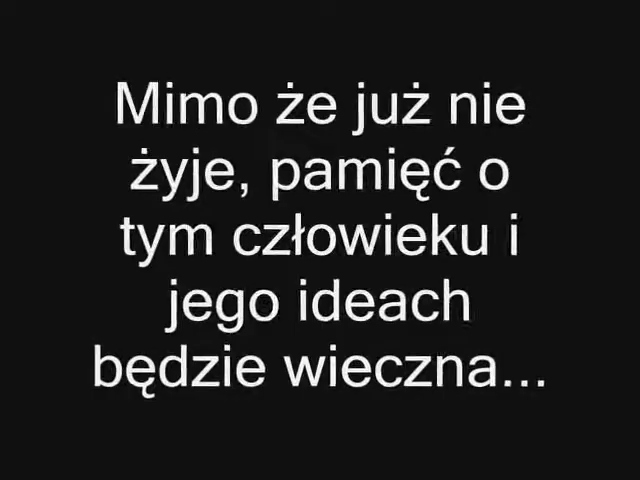 Mimo że już nie
żyje, pamięć o
tym człowieku i
jego ideach
będzie wieczna...